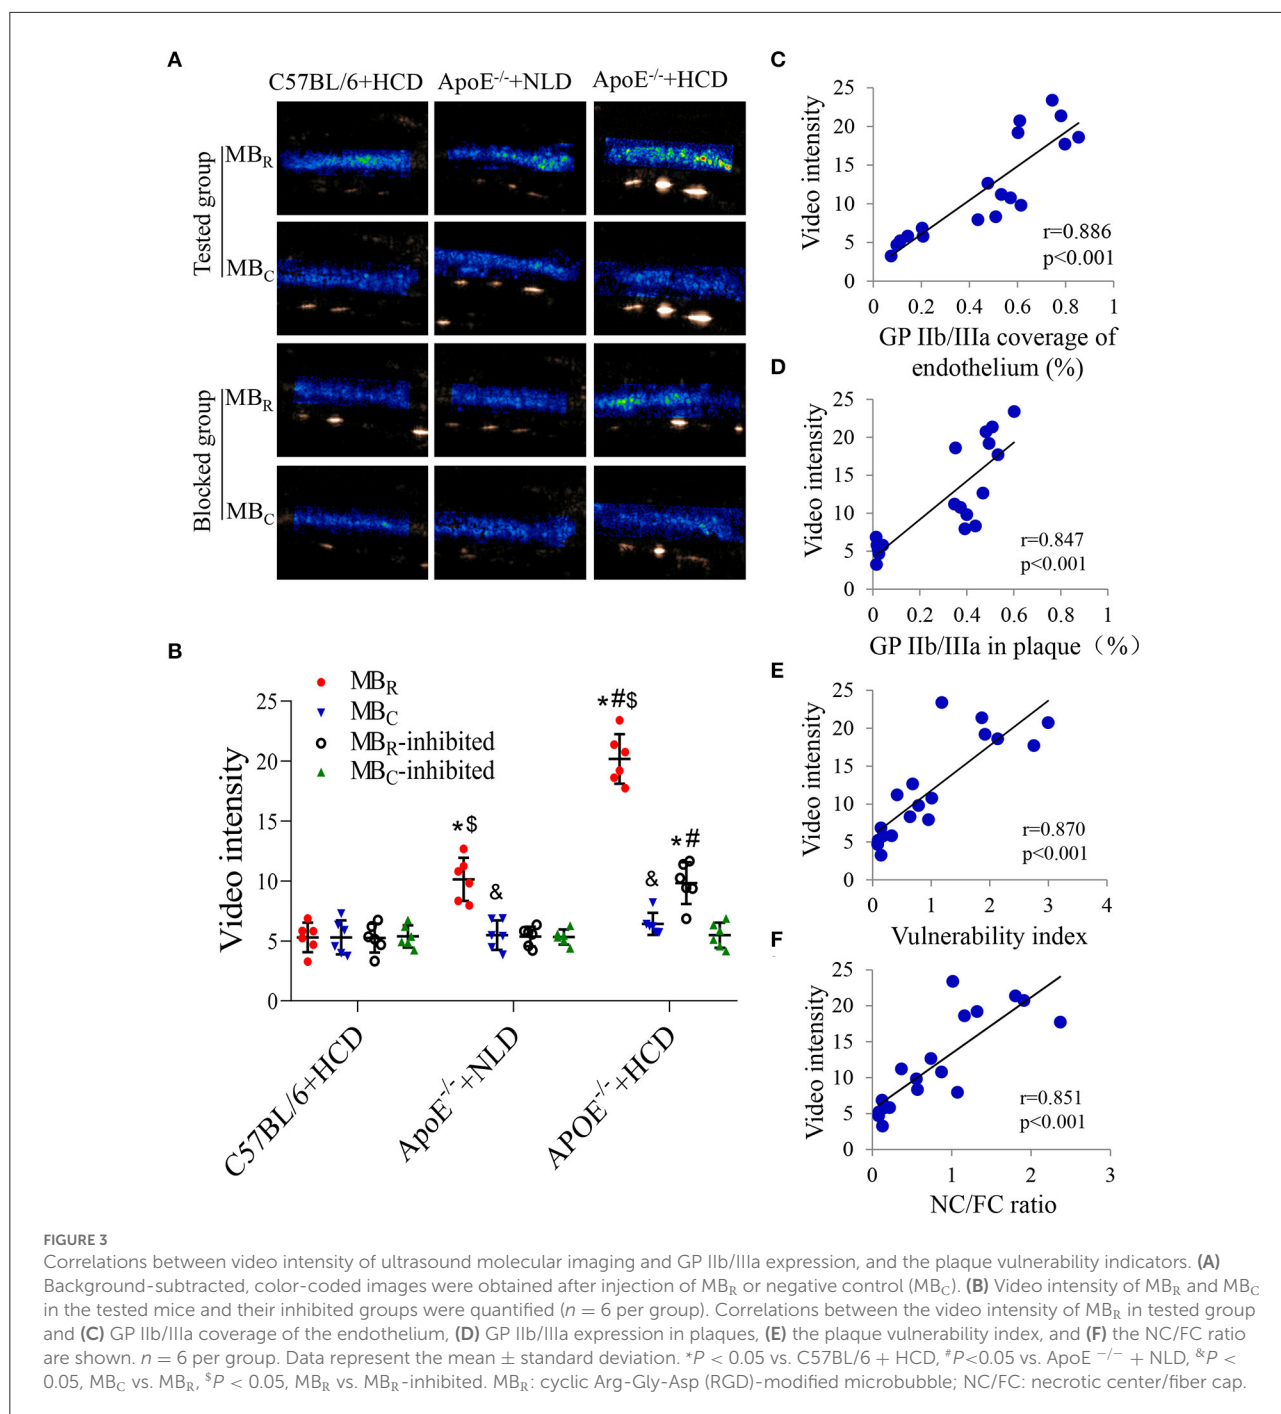 A
C57BL/6+HCD ApoE-/-+NLD ApoE-/-+HCD
Tested group
MBR
MBC
Blocked group
MBR
MBC
B
MBR
MBC
MBR-inhibited
MBC-inhibited
Video intensity
25
20
15
10
5
0
*$
&
*#$
&
*#
C57BL/6+HCD
ApoE-/-+NLD
APOE-/-+HCD
C
Video intensity
25
20
15
10
5
0
r=0.886
p<0.001
0 0.2 0.4 0.6 0.8 1
GP IIb/IIIa coverage of
endothelium (%)
D
Video intensity
25
20
15
10
5
0
r=0.847
p<0.001
0 0.2 0.4 0.6 0.8 1
GP IIb/IIIa in plaque（%）
E
Video intensity
25
20
15
10
5
0
r=0.870
p<0.001
0 1 2 3 4
Vulnerability index
F
Video intensity
25
20
15
10
5
0
r=0.851
p<0.001
0 1 2 3
NC/FC ratio
FIGURE 3
Correlations between video intensity of ultrasound molecular imaging and GP IIb/IIIa expression, and the plaque vulnerability indicators. (A)
Background-subtracted, color-coded images were obtained after injection of MBR or negative control (MBC). (B) Video intensity of MBR and MBC
in the tested mice and their inhibited groups were quantified (n = 6 per group). Correlations between the video intensity of MBR in tested group
and (C) GP IIb/IIIa coverage of the endothelium, (D) GP IIb/IIIa expression in plaques, (E) the plaque vulnerability index, and (F) the NC/FC ratio
are shown. n = 6 per group. Data represent the mean ± standard deviation. *P < 0.05 vs. C57BL/6 + HCD, #P<0.05 vs. ApoE −/− + NLD, &P <
0.05, MBC vs. MBR, $P < 0.05, MBR vs. MBR-inhibited. MBR: cyclic Arg-Gly-Asp (RGD)-modified microbubble; NC/FC: necrotic center/fiber cap.